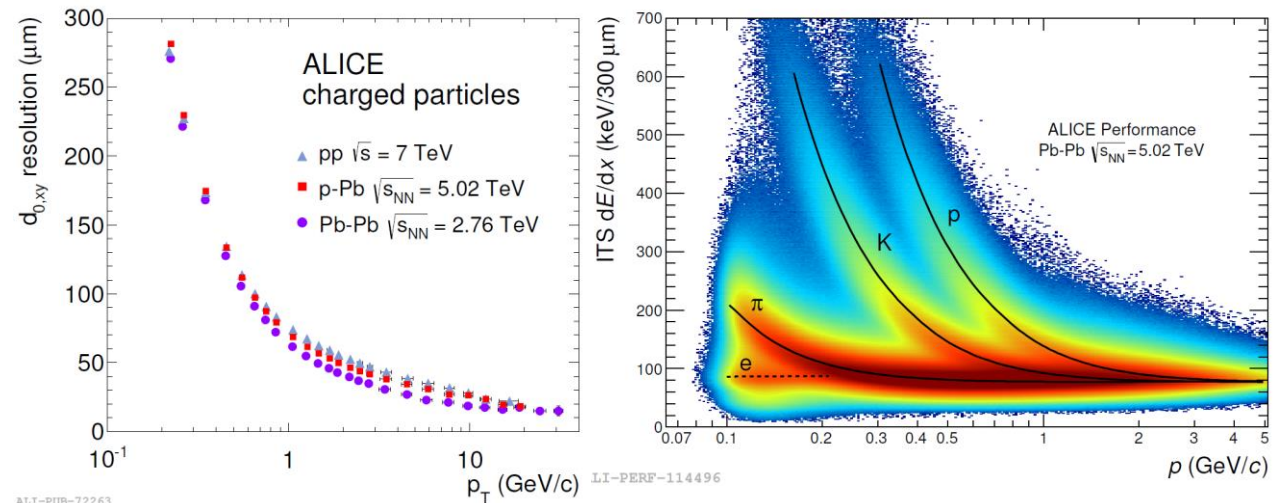 300
250
200
150
100
50
0
d0,xy resolution (μm)
ALICE
charged particles
pp √s = 7 TeV
p-Pb √sNN = 5.02 TeV
Pb-Pb √sNN = 2.76 TeV
10-1
1
10
pT (GeV/c)
ALI-PUB-72263
700
600
500
400
300
200
100
0
ITS dE/dx (keV/300 μm)
ALICE Performance
Pb-Pb √sNN = 5.02 TeV
p
K
π
e
0.07 0.1 0.2 0.3 0.4 0.5 1 2 3 4 5
p (GeV/c)
LI-PERF-114496